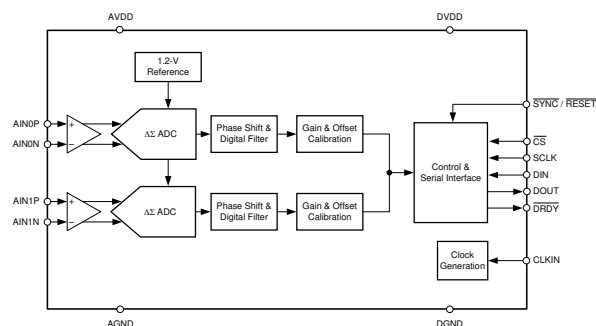 AVDD
DVDD
1.2-V
Reference
SYNC / RESET
AIN0P
+
AIN0N
−
ΔΣ ADC
Phase Shift &
Digital Filter
Gain & Offset
Calibration
Control &
Serial Interface
CS
SCLK
DIN
DOUT
DRDY
AIN1P
+
AIN1N
−
ΔΣ ADC
Phase Shift &
Digital Filter
Gain & Offset
Calibration
Clock
Generation
CLKIN
AGND
DGND